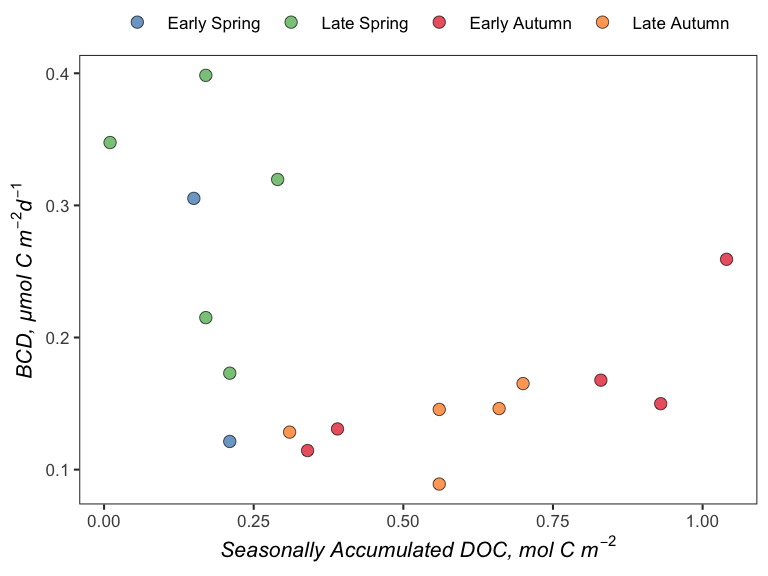 Early Spring Late Spring Early Autumn Late Autumn
0.4
0.3
0.2
0.1
BCD, μmol C m⁻²d⁻¹
0.00 0.25 0.50 0.75 1.00
Seasonally Accumulated DOC, mol C m⁻²